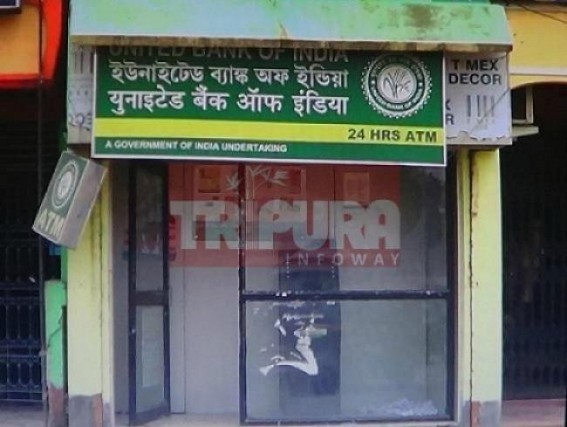 UNITED BANK OF INDIA
ইউনাইটেড ব্যাঙ্ক অফ ইন্ডিয়া
युनाइटेड बैंक ऑफ इंडिया
24 HRS ATM
A GOVERNMENT OF INDIA UNDERTAKING
T MEX
DECOR
ATM
TRIPURA
INFOWAY